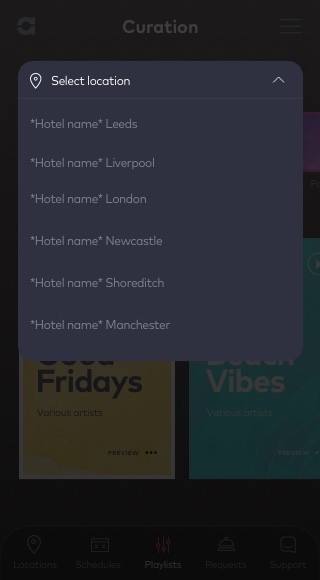 Curation
Select location
*Hotel name* Leeds
*Hotel name* Liverpool
*Hotel name* London
*Hotel name* Newcastle
*Hotel name* Shoreditch
*Hotel name* Manchester
Good
Fridays
Various artists
PREVIEW
Beach
Vibes
Various artists
PREVIEW
Locations
Schedules
Playlists
Requests
Support